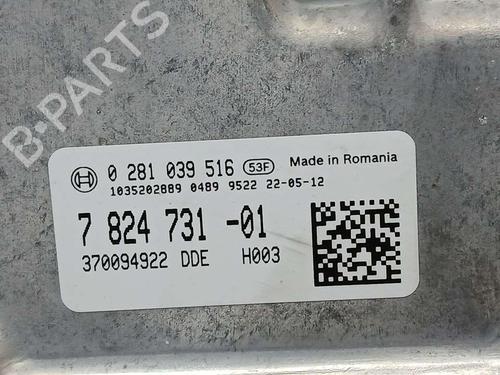 B-PARTS
0 281 039 516 53F Made in Romania
1035202889 0489 9522 22-05-12
7 824 731 -01
370094922 DDE H003